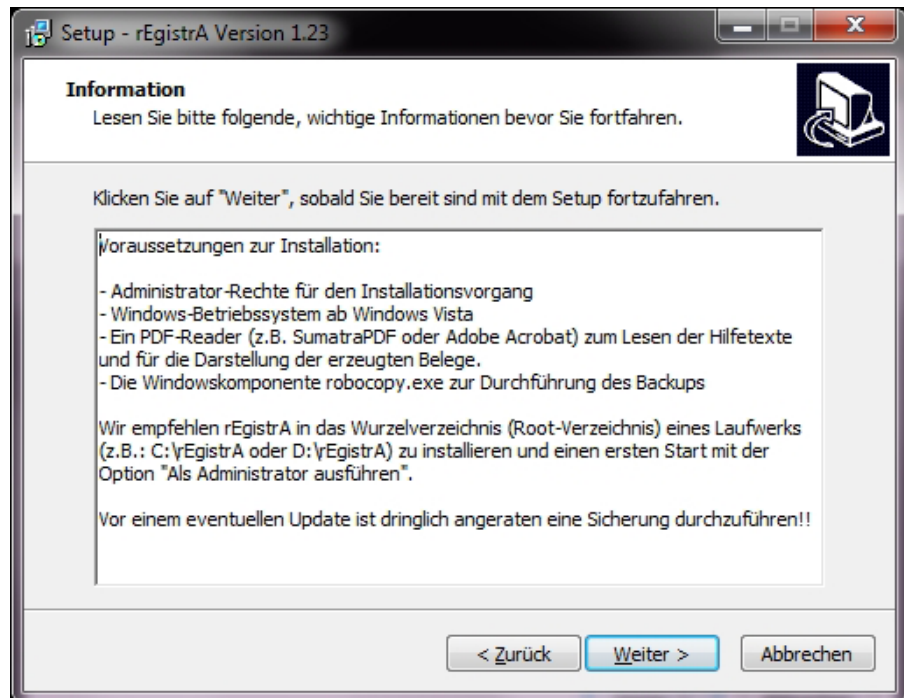 Setup - rEgistrA Version 1.23
Information
Lesen Sie bitte folgende, wichtige Informationen bevor Sie fortfahren.
Klicken Sie auf "Weiter", sobald Sie bereit sind mit dem Setup fortzufahren.
Voraussetzungen zur Installation:
- Administrator-Rechte für den Installationsvorgang
- Windows-Betriebssystem ab Windows Vista
- Ein PDF-Reader (z.B. SumatraPDF oder Adobe Acrobat) zum Lesen der Hilfetexte
und für die Darstellung der erzeugten Belege.
- Die Windowskomponente robocopy.exe zur Durchführung des Backups
Wir empfehlen rEgistrA in das Wurzelverzeichnis (Root-Verzeichnis) eines Laufwerks
(z.B.: C:\rEgistrA oder D:\rEgistrA) zu installieren und einen ersten Start mit der
Option "Als Administrator ausführen".
Vor einem eventuellen Update ist dringlich angeraten eine Sicherung durchzuführen!!
< Zurück
Weiter >
Abbrechen